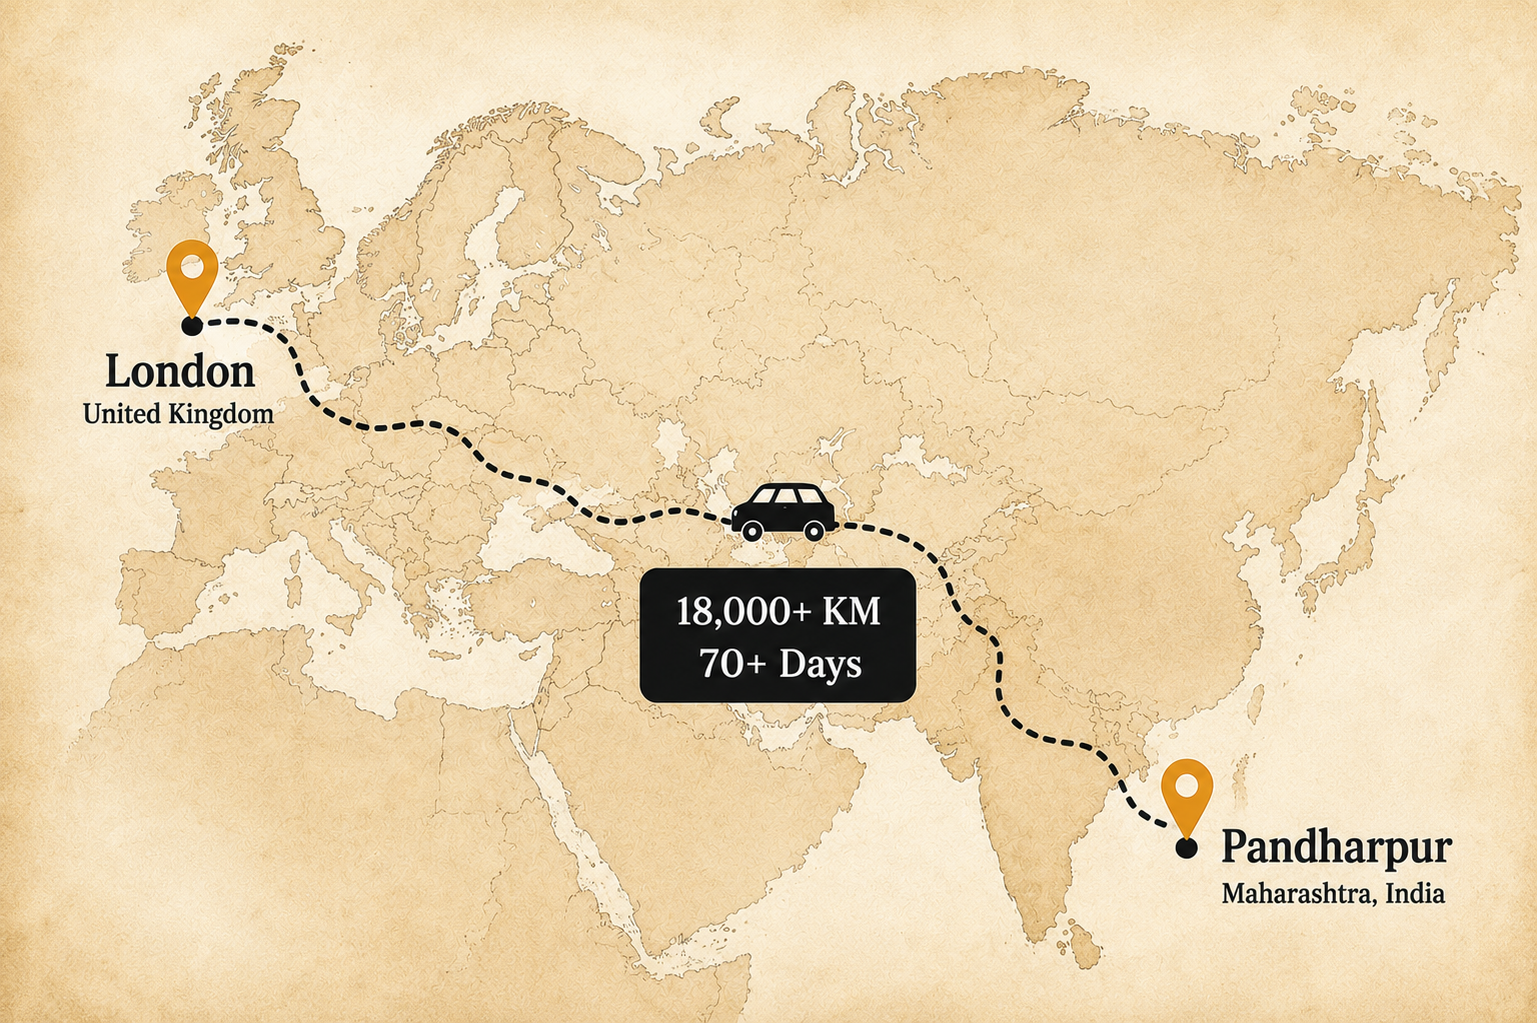 London
United Kingdom
18,000+ KM
70+ Days
Pandharpur
Maharashtra, India